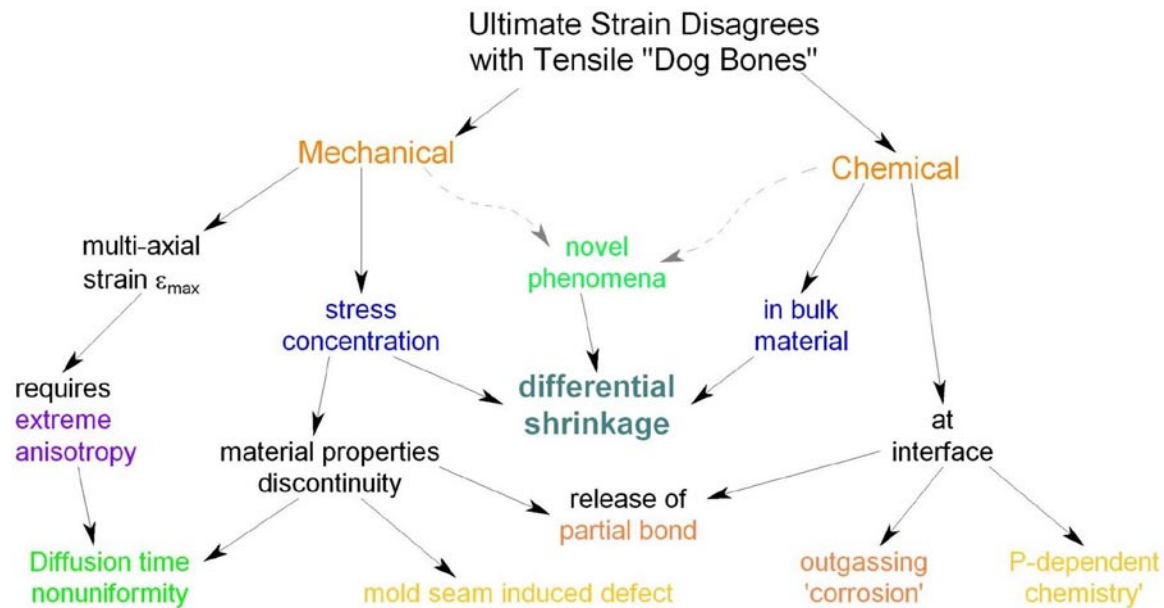 Ultimate Strain Disagrees
with Tensile "Dog Bones"
Mechanical
Chemical
multi-axial
strain εmax
novel
phenomena
stress
concentration
in bulk
material
requires
extreme
anisotropy
differential
shrinkage
material properties
discontinuity
at
interface
release of
partial bond
Diffusion time
nonuniformity
mold seam induced defect
outgassing
'corrosion'
P-dependent
chemistry'